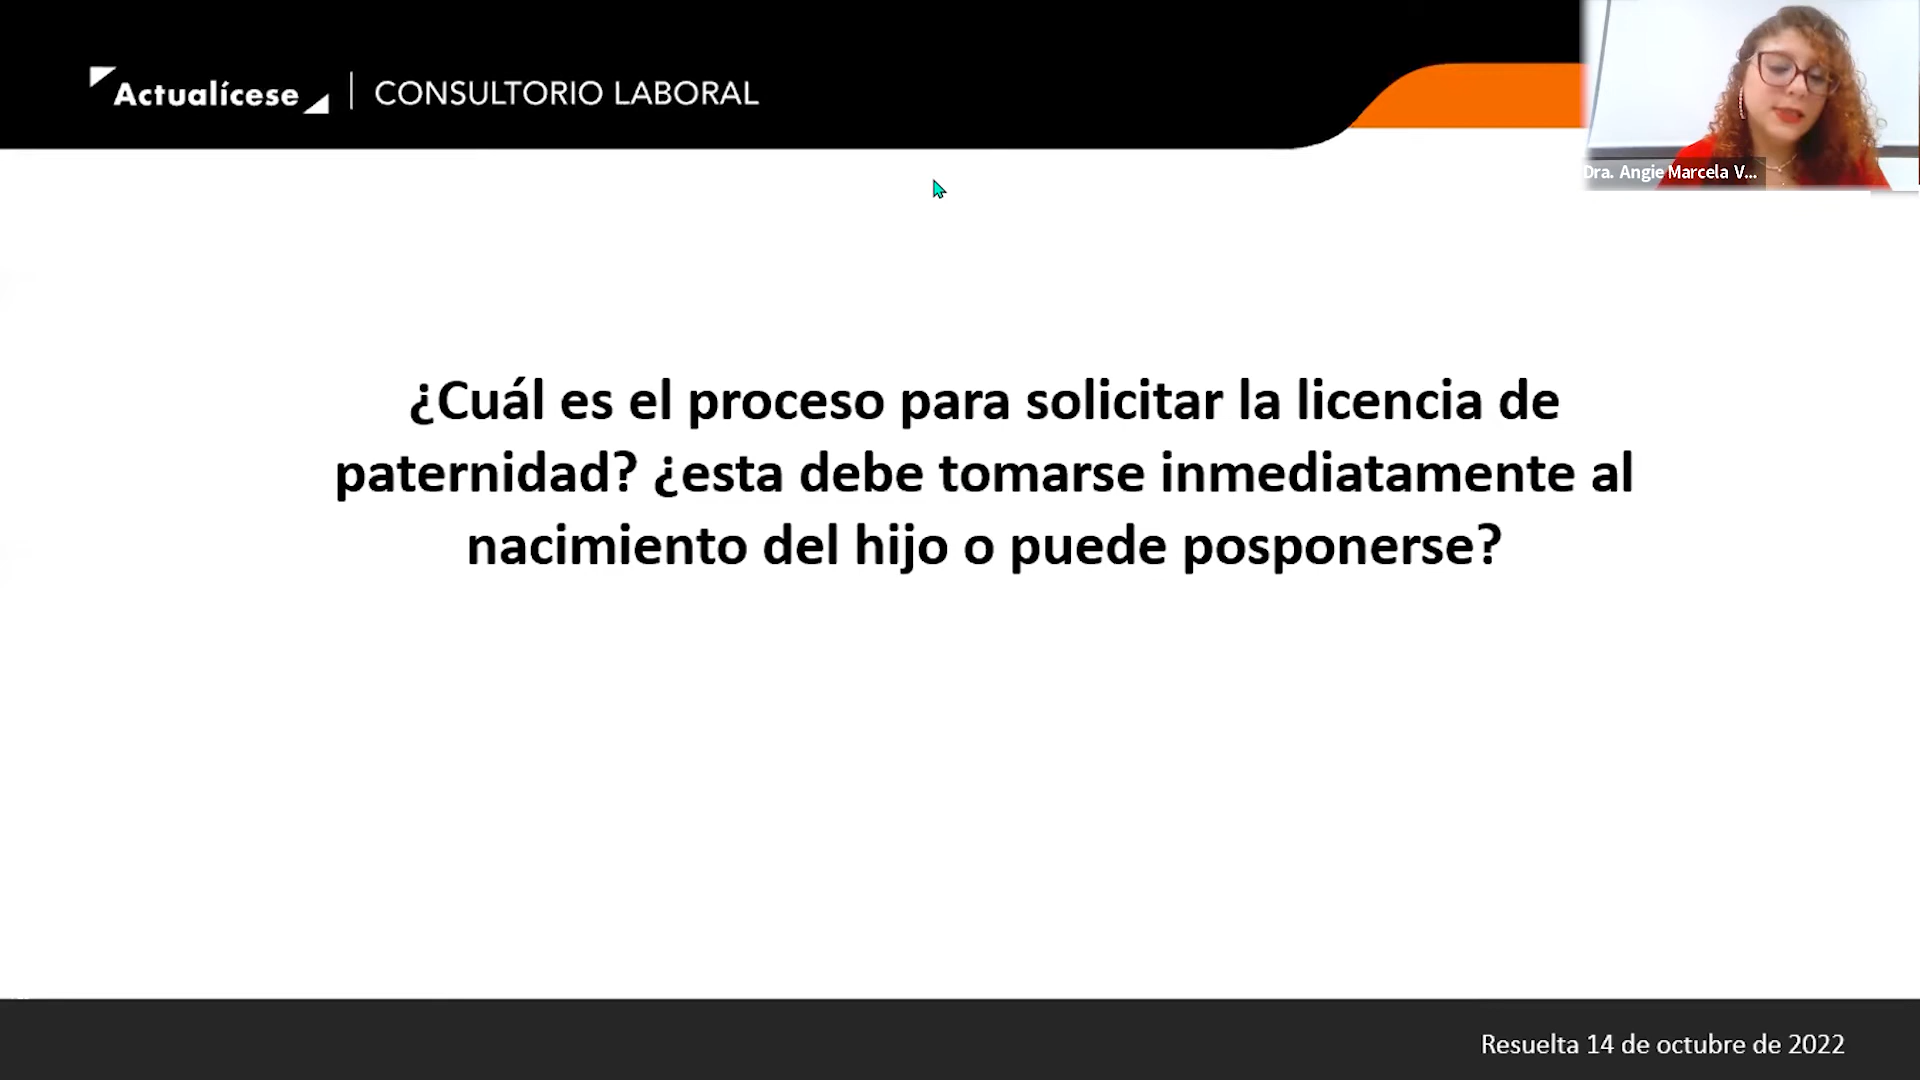 Actualícese | CONSULTORIO LABORAL
Dra. Angie Marcela V...
¿Cuál es el proceso para solicitar la licencia de
paternidad? ¿esta debe tomarse inmediatamente al
nacimiento del hijo o puede posponerse?
Resuelta 14 de octubre de 2022